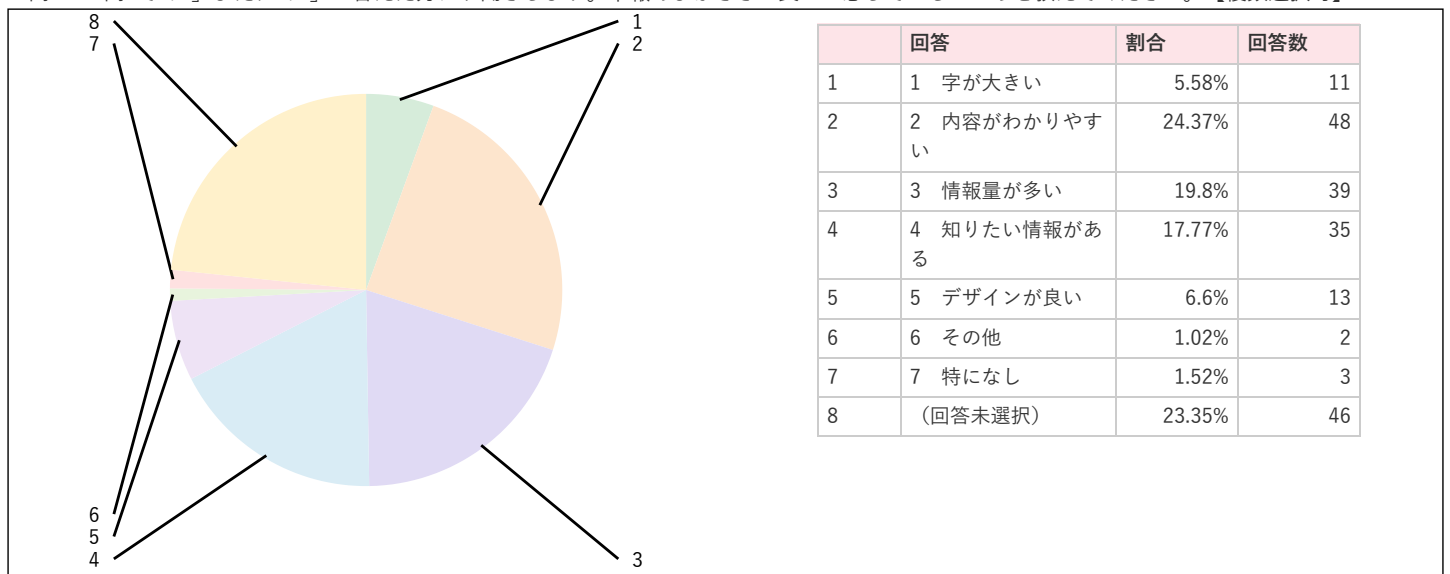 8
7
1
2
6
5
4
3
回答 割合 回答数
1 1 字が大きい 5.58% 11
2 2 内容がわかりやす 24.37% 48
い
3 3 情報量が多い 19.8% 39
4 4 知りたい情報があ 17.77% 35
る
5 5 デザインが良い 6.6% 13
6 6 その他 1.02% 2
7 7 特になし 1.52% 3
8 （回答未選択） 23.35% 46